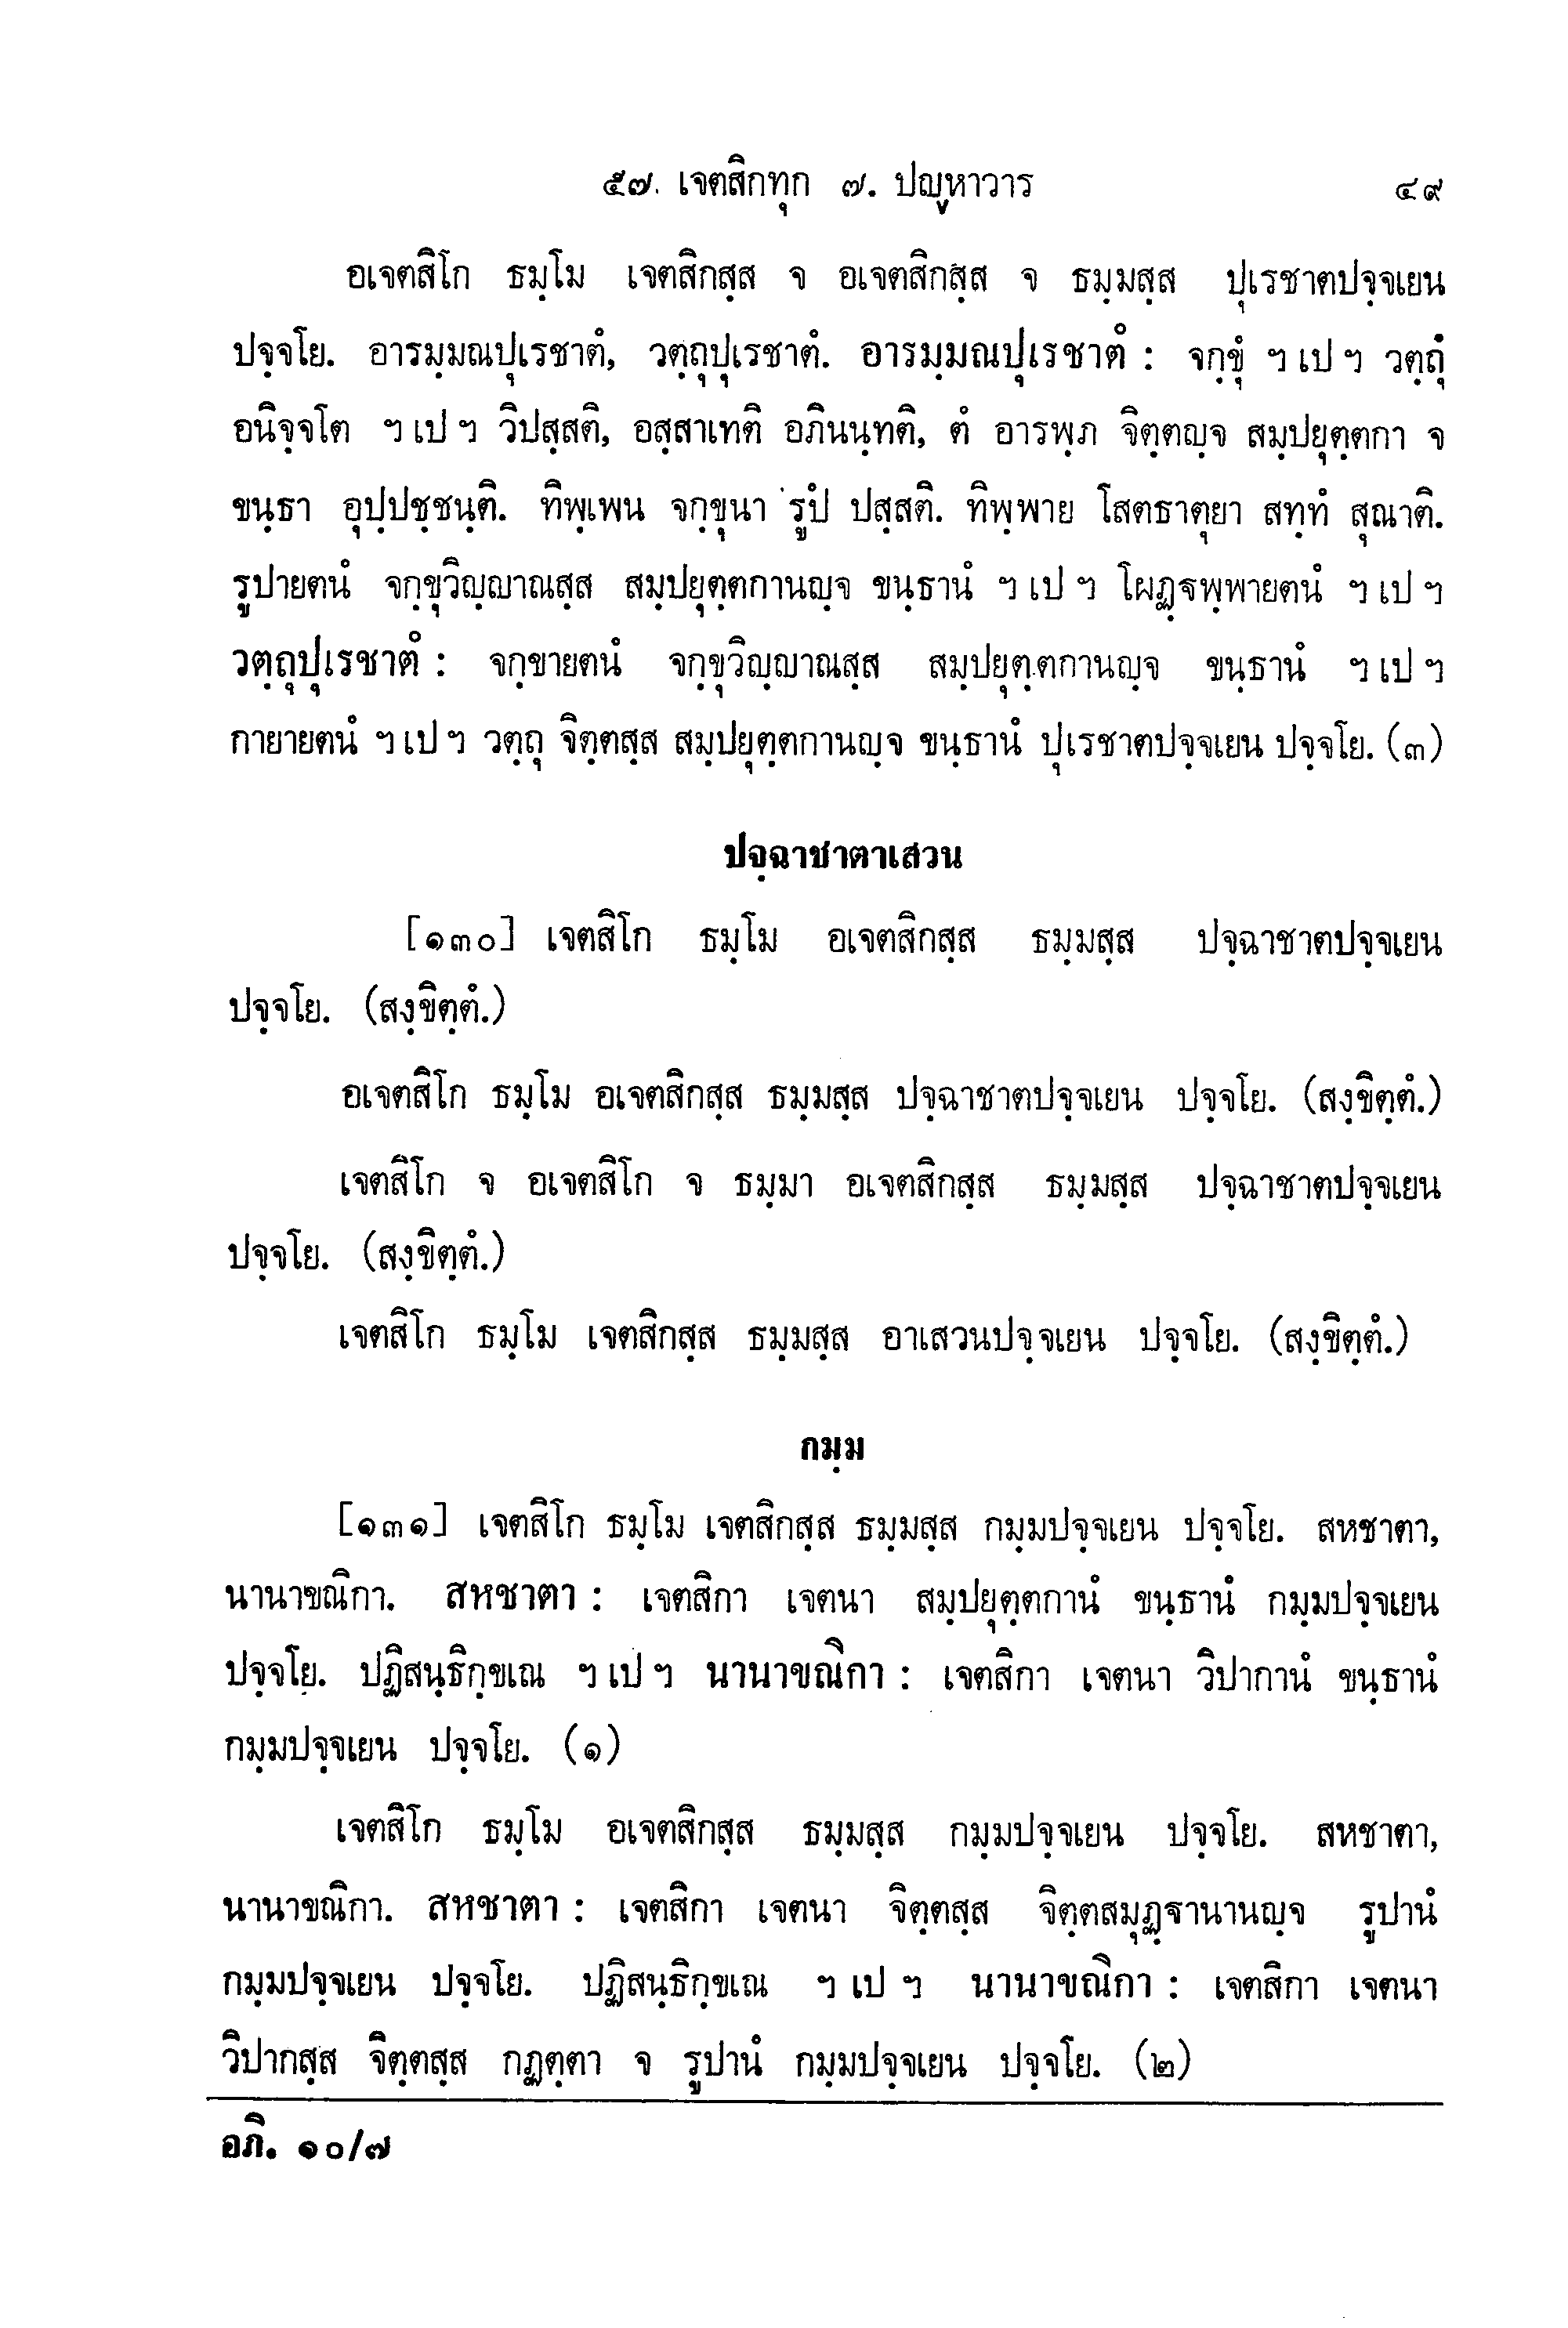 ๕๗. เจตสิกทุก ๗. ปญฺหาวาร ๔๙
อเจตสิโก ธมฺโม เจตสิกสฺส จ อเจตสิกสฺส จ ธมฺมสฺส ปุเรชาตปจฺจเยน
ปจฺจโย. อารมฺมณปุเรชาตํ, วตฺถุปุเรชาตํ. อารมฺมณปุเรชาตํ : จกฺขุํ ฯ เป ฯ วตฺถุํ
อนิจฺจโต ฯ เป ฯ วิปสฺสติ, อสฺสาเทติ อภินนฺทติ, ตํ อารพฺภ จิตฺตญฺจ สมฺปยุตฺตกา จ
ขนฺธา อุปฺปชฺชนฺติ. ทิพฺเพน จกฺขุนา รูปํ ปสฺสติ. ทิพฺพาย โสตธาตุยา สทฺทํ สุณาติ.
รูปายตนํ จกฺขุวิญฺญาณสฺส สมฺปยุตฺตกานญฺจ ขนฺธานํ ฯ เป ฯ โผฏฺฐพฺพายตนํ ฯ เป ฯ
วตฺถุปุเรชาตํ : จกฺขายตนํ จกฺขุวิญฺญาณสฺส สมฺปยุตฺตกานญฺจ ขนฺธานํ ฯ เป ฯ
กายายตนํ ฯ เป ฯ วตฺถุ จิตฺตสฺส สมฺปยุตฺตกานญฺจ ขนฺธานํ ปุเรชาตปจฺจเยน ปจฺจโย. (๓)
ปจฺฉาชาตาเสวน
[๑๓๐] เจตสิโก ธมฺโม อเจตสิกสฺส ธมฺมสฺส ปจฺฉาชาตปจฺจเยน
ปจฺจโย. (สงฺขิตฺตํ.)
อเจตสิโก ธมฺโม อเจตสิกสฺส ธมฺมสฺส ปจฺฉาชาตปจฺจเยน ปจฺจโย. (สงฺขิตฺตํ.)
เจตสิโก จ อเจตสิโก จ ธมฺมา อเจตสิกสฺส ธมฺมสฺส ปจฺฉาชาตปจฺจเยน
ปจฺจโย. (สงฺขิตฺตํ.)
เจตสิโก ธมฺโม เจตสิกสฺส ธมฺมสฺส อาเสวนปจฺจเยน ปจฺจโย. (สงฺขิตฺตํ.)
กมฺม
[๑๓๑] เจตสิโก ธมฺโม เจตสิกสฺส ธมฺมสฺส กมฺมปจฺจเยน ปจฺจโย. สหชาตา,
นานาขณิกา. สหชาตา : เจตสิกา เจตนา สมฺปยุตฺตกานํ ขนฺธานํ กมฺมปจฺจเยน
ปจฺจโย. ปฏิสนฺธิกฺขเณ ฯ เป ฯ นานาขณิกา : เจตสิกา เจตนา วิปากานํ ขนฺธานํ
กมฺมปจฺจเยน ปจฺจโย. (๑)
เจตสิโก ธมฺโม อเจตสิกสฺส ธมฺมสฺส กมฺมปจฺจเยน ปจฺจโย. สหชาตา,
นานาขณิกา. สหชาตา : เจตสิกา เจตนา จิตฺตสฺส จิตฺตสมุฏฺฐานานญฺจ รูปานํ
กมฺมปจฺจเยน ปจฺจโย. ปฏิสนฺธิกฺขเณ ฯ เป ฯ นานาขณิกา : เจตสิกา เจตนา
วิปากสฺส จิตฺตสฺส กฏตฺตา จ รูปานํ กมฺมปจฺจเยน ปจฺจโย. (๒)
อภิ. ๑๐/๗